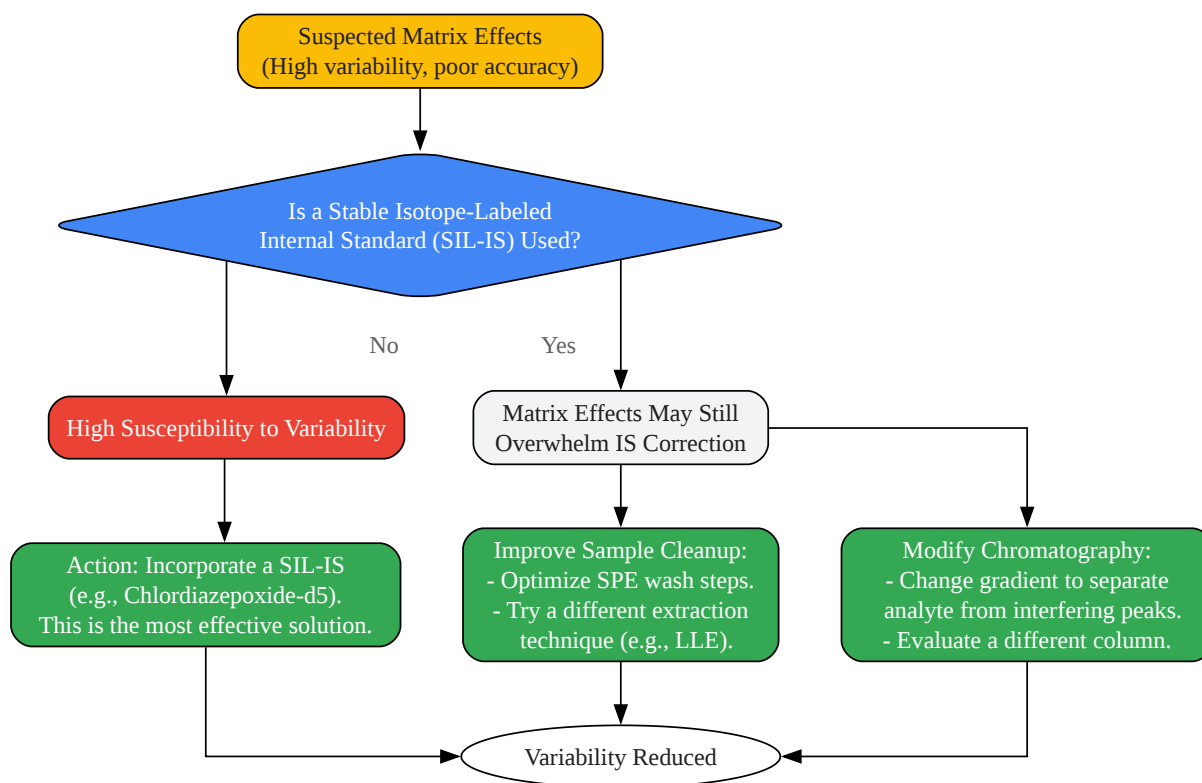 Suspected Matrix Effects
(High variability, poor accuracy)
Is a Stable Isotope-Labeled
Internal Standard (SIL-IS) Used?
No
Yes
High Susceptibility to Variability
Matrix Effects May Still
Overwhelm IS Correction
Action: Incorporate a SIL-IS
(e.g., Chlordiazepoxide-d5).
This is the most effective solution.
Improve Sample Cleanup:
- Optimize SPE wash steps.
- Try a different extraction
technique (e.g., LLE).
Modify Chromatography:
- Change gradient to separate
analyte from interfering peaks.
- Evaluate a different column.
Variability Reduced